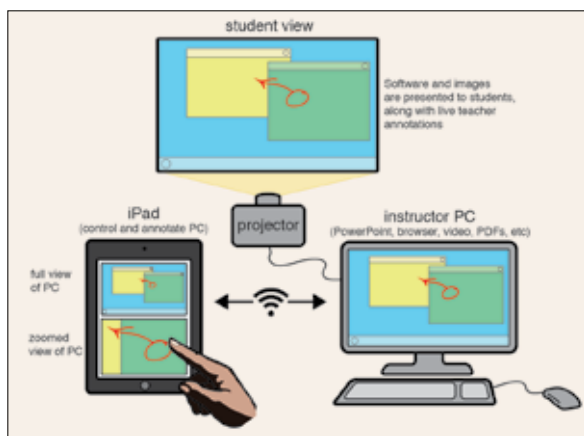 student view
Software and images
are presented to students,
along with live teacher
annotations
iPad
(control and annotate PC)
projector
instructor PC
(PowerPoint, browser, video, PDFs, etc)
full view
of PC
zoomed
view of PC